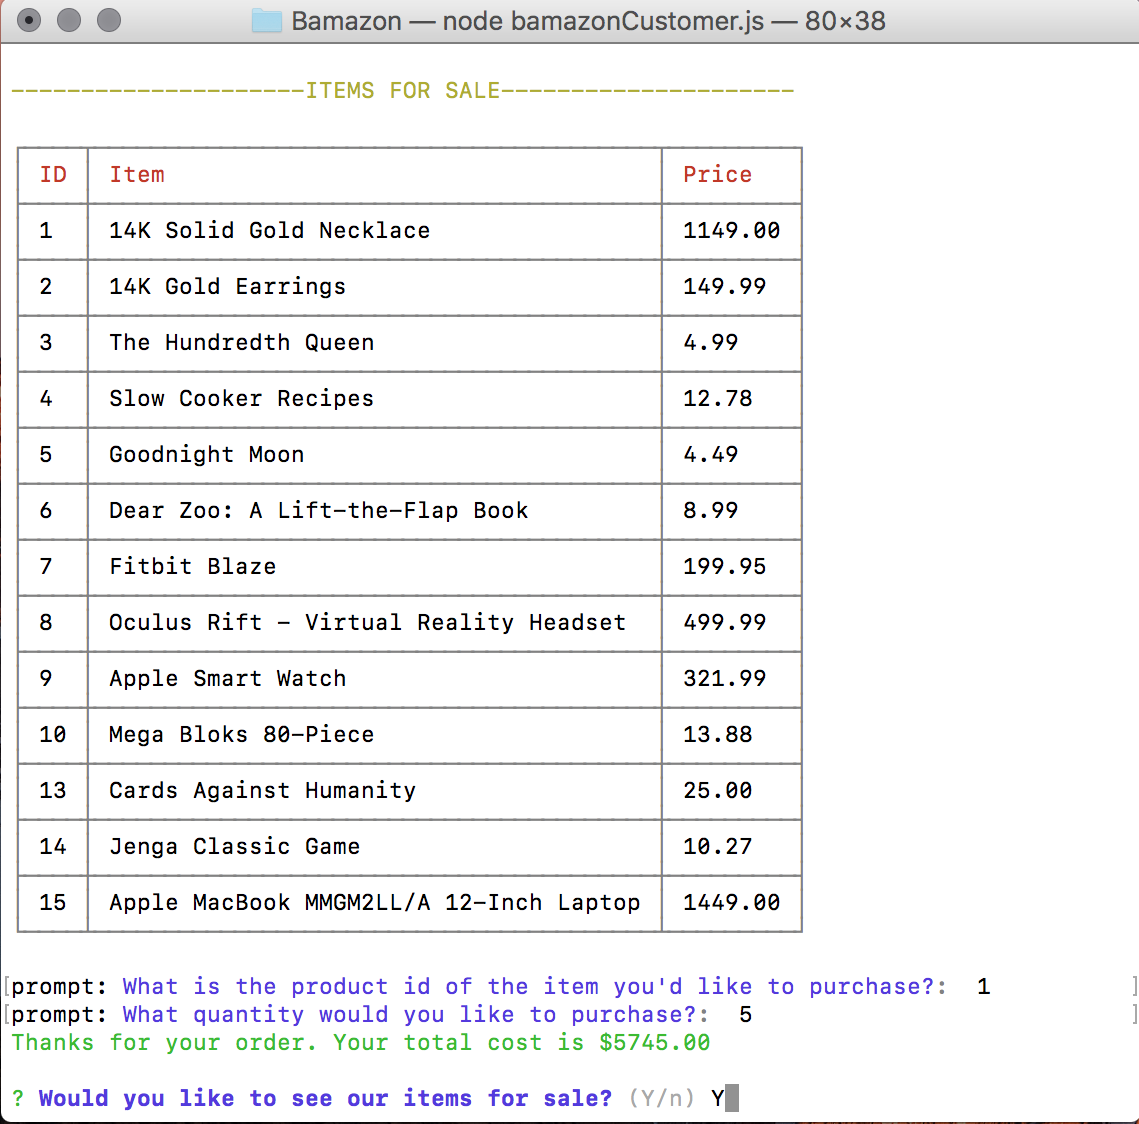 Bamazon — node bamazonCustomer.js — 80×38
---------------------ITEMS FOR SALE---------------------
ID Item Price
1 14K Solid Gold Necklace 1149.00
2 14K Gold Earrings 149.99
3 The Hundredth Queen 4.99
4 Slow Cooker Recipes 12.78
5 Goodnight Moon 4.49
6 Dear Zoo: A Lift-the-Flap Book 8.99
7 Fitbit Blaze 199.95
8 Oculus Rift - Virtual Reality Headset 499.99
9 Apple Smart Watch 321.99
10 Mega Bloks 80-Piece 13.88
13 Cards Against Humanity 25.00
14 Jenga Classic Game 10.27
15 Apple MacBook MMGM2LL/A 12-Inch Laptop 1449.00
[prompt: What is the product id of the item you'd like to purchase?:  1 ]
[prompt: What quantity would you like to purchase?:  5 ]
Thanks for your order. Your total cost is $5745.00
? Would you like to see our items for sale? (Y/n) Y